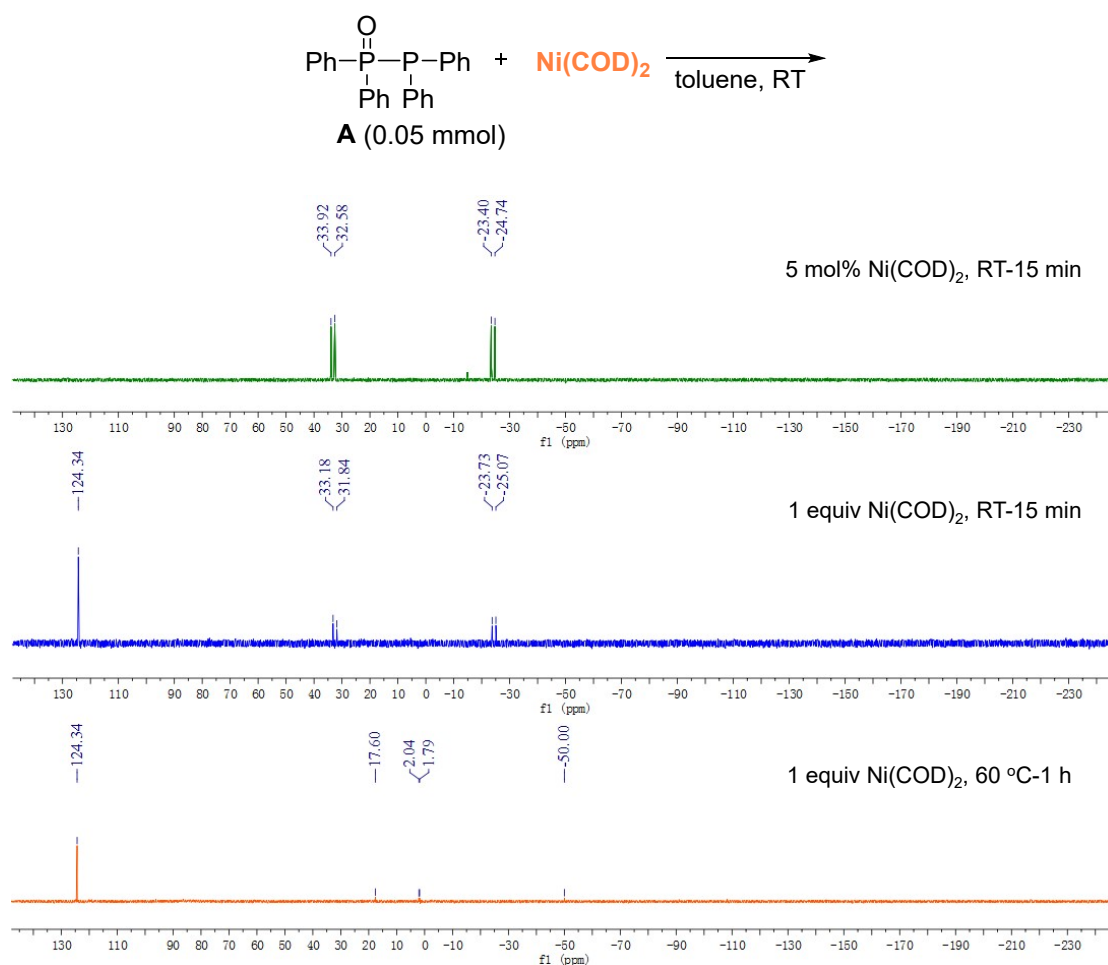 O
Ph P P Ph + Ni(COD)2 toluene, RT
Ph Ph
A (0.05 mmol)
33.92
32.58
-23.40
-24.74
5 mol% Ni(COD)2, RT-15 min
130 110 90 80 70 60 50 40 30 20 10 0 -10 -30 -50 -70 -90 -110 -130 -150 -170 -190 -210 -230
f1 (ppm)
124.34
33.18
31.84
-23.73
-25.07
1 equiv Ni(COD)2, RT-15 min
130 110 90 80 70 60 50 40 30 20 10 0 -10 -30 -50 -70 -90 -110 -130 -150 -170 -190 -210 -230
f1 (ppm)
124.34
17.60
2.04
1.79
-50.00
1 equiv Ni(COD)2, 60 °C-1 h
130 110 90 80 70 60 50 40 30 20 10 0 -10 -30 -50 -70 -90 -110 -130 -150 -170 -190 -210 -230
f1 (ppm)